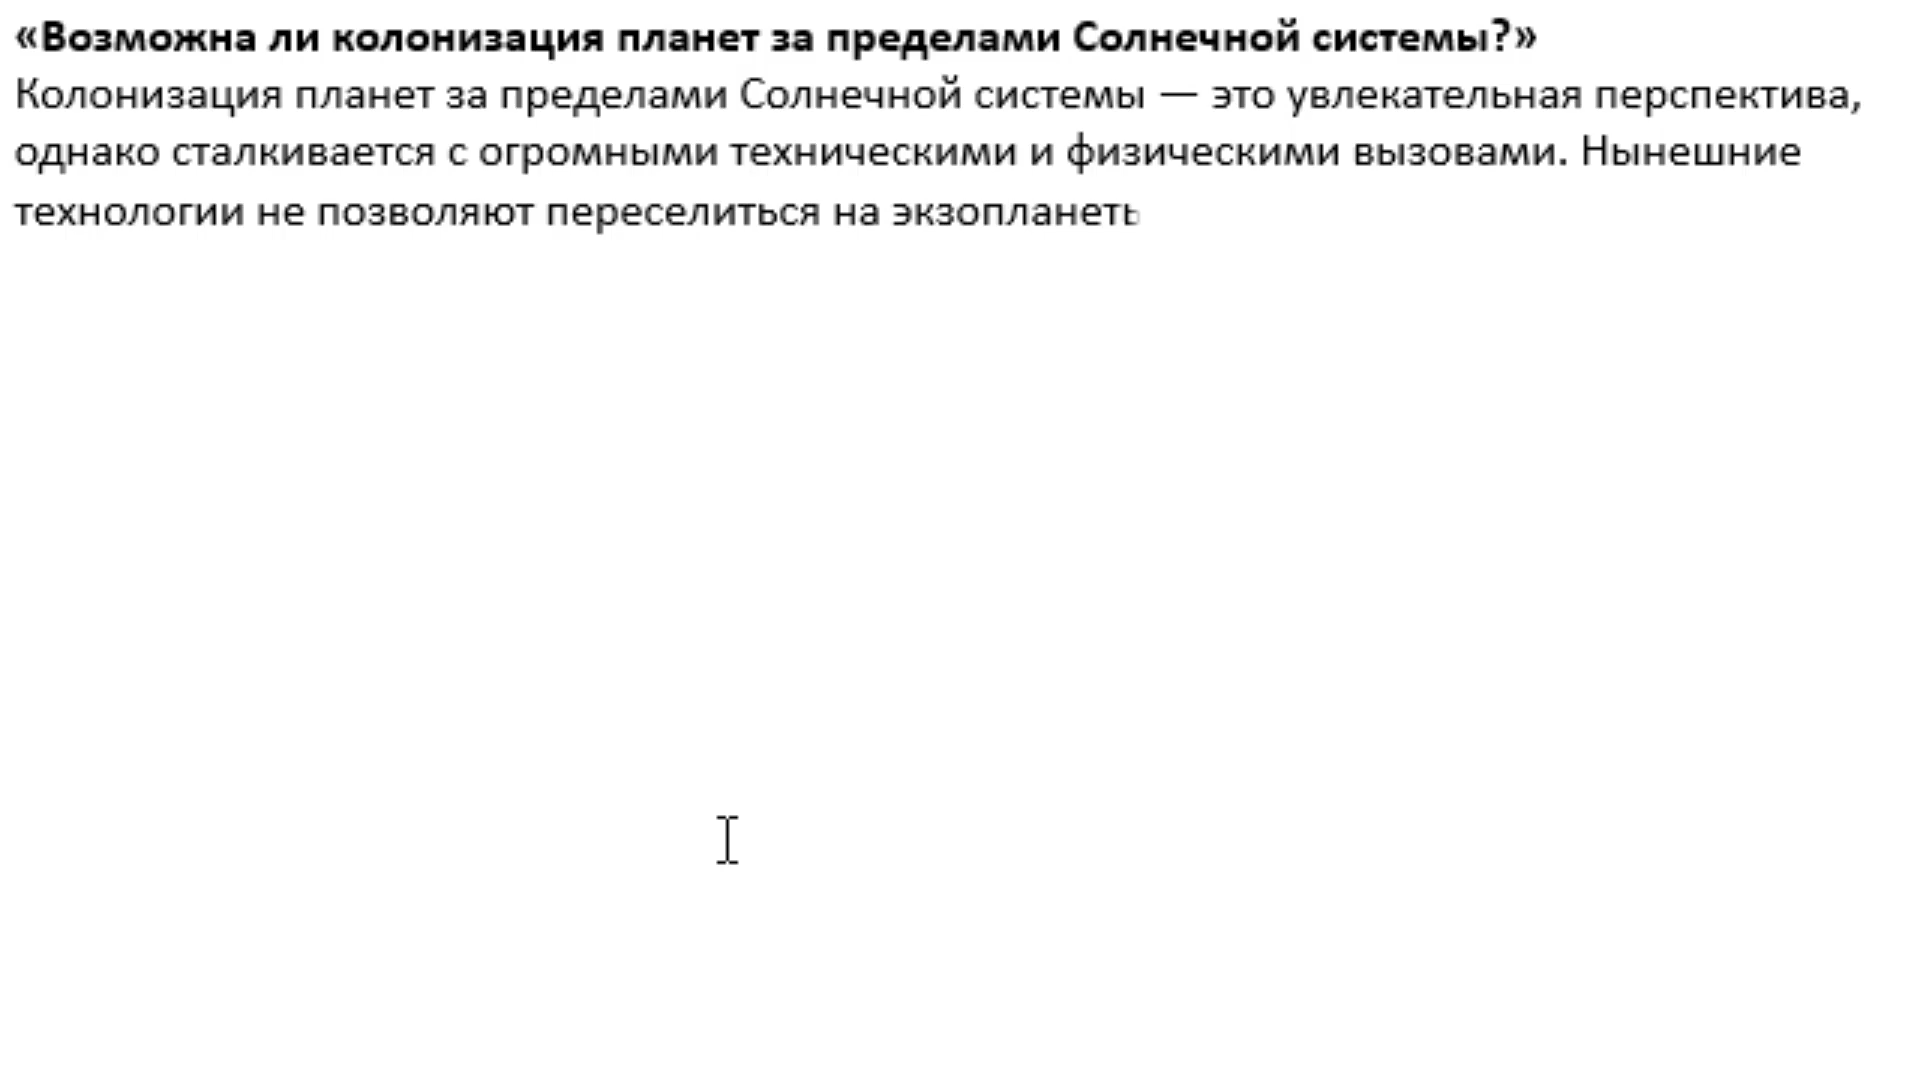 «Возможна ли колонизация планет за пределами Солнечной системы?»
Колонизация планет за пределами Солнечной системы — это увлекательная перспектива,
однако сталкивается с огромными техническими и физическими вызовами. Нынешние
технологии не позволяют переселиться на экзопланеты